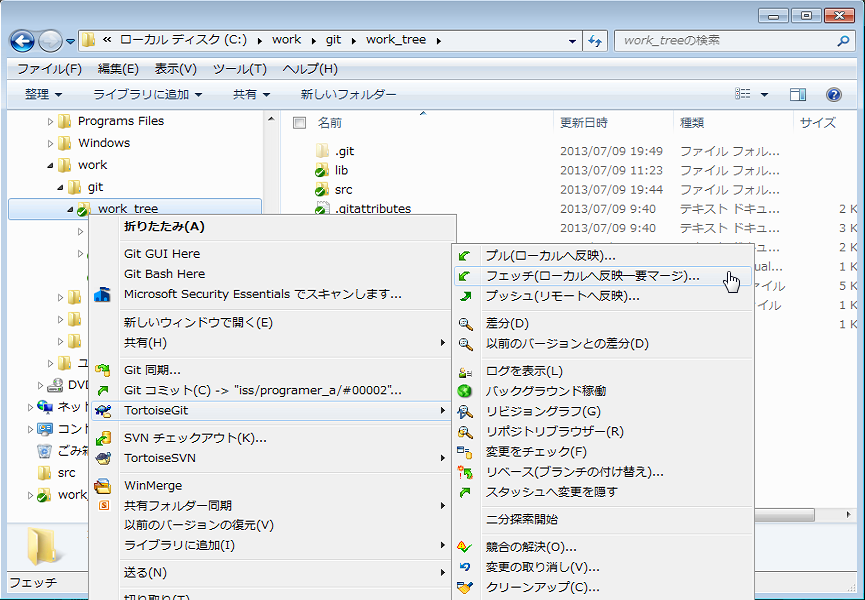 « ローカル ディスク (C:) ▸ work ▸ git ▸ work_tree ▸
work_treeの検索
ファイル(F) 編集(E) 表示(V) ツール(T) ヘルプ(H)
整理 ライブラリに追加 共有 新しいフォルダー
Programs Files
Windows
work
git
work_tree
名前 更新日時 種類 サイズ
.git 2013/07/09 19:49 ファイル フォル...
lib 2013/07/09 11:23 ファイル フォル...
src 2013/07/09 19:44 ファイル フォル...
.gitattributes 2013/07/09 9:40 テキスト ドキュ... 2 K
2013/07/09 9:40 テキスト ドキュ... 3 K
2 K
ual... 1 K
ァイル 5 K
イル 1 K
1 K
ユ
DVD
ネット
コント
ごみ箱
src
work_
フェッチ
折りたたみ(A)
Git GUI Here
Git Bash Here
Microsoft Security Essentials でスキャンします...
新しいウィンドウで開く(E)
共有(H)
Git 同期...
Git コミット(C) -> "iss/programer_a/#00002"...
TortoiseGit
SVN チェックアウト(K)...
TortoiseSVN
WinMerge
共有フォルダー同期
以前のバージョンの復元(V)
ライブラリに追加(I)
送る(N)
切り取り(T)
プル(ローカルへ反映)...
フェッチ(ローカルへ反映―要マージ)...
プッシュ(リモートへ反映)...
差分(D)
以前のバージョンとの差分(D)
ログを表示(L)
バックグラウンド稼働
リビジョングラフ(G)
リポジトリブラウザー(R)
変更をチェック(F)
リベース(ブランチの付け替え)...
スタッシュへ変更を隠す
二分探索開始
競合の解決(O)...
変更の取り消し(V)...
クリーンアップ(C)...